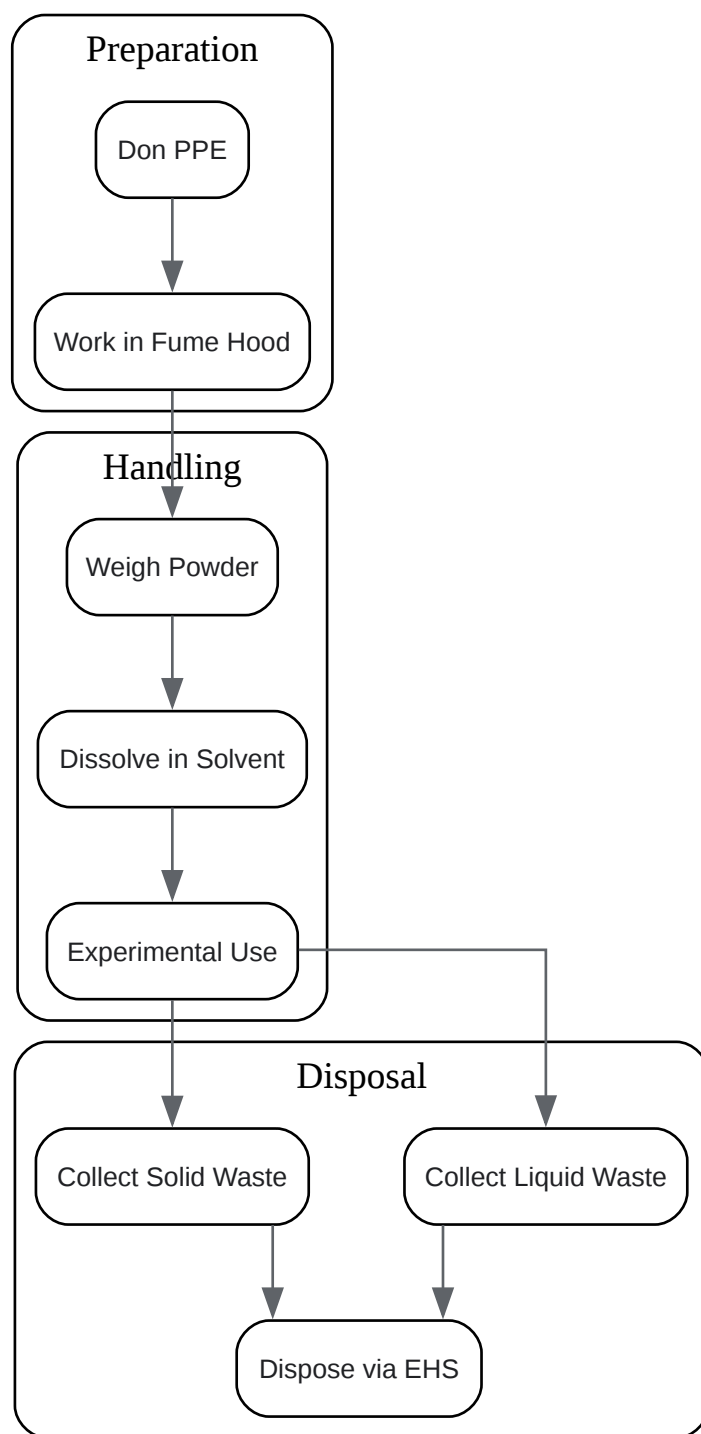 Preparation
Don PPE
Work in Fume Hood
Handling
Weigh Powder
Dissolve in Solvent
Experimental Use
Disposal
Collect Solid Waste
Collect Liquid Waste
Dispose via EHS